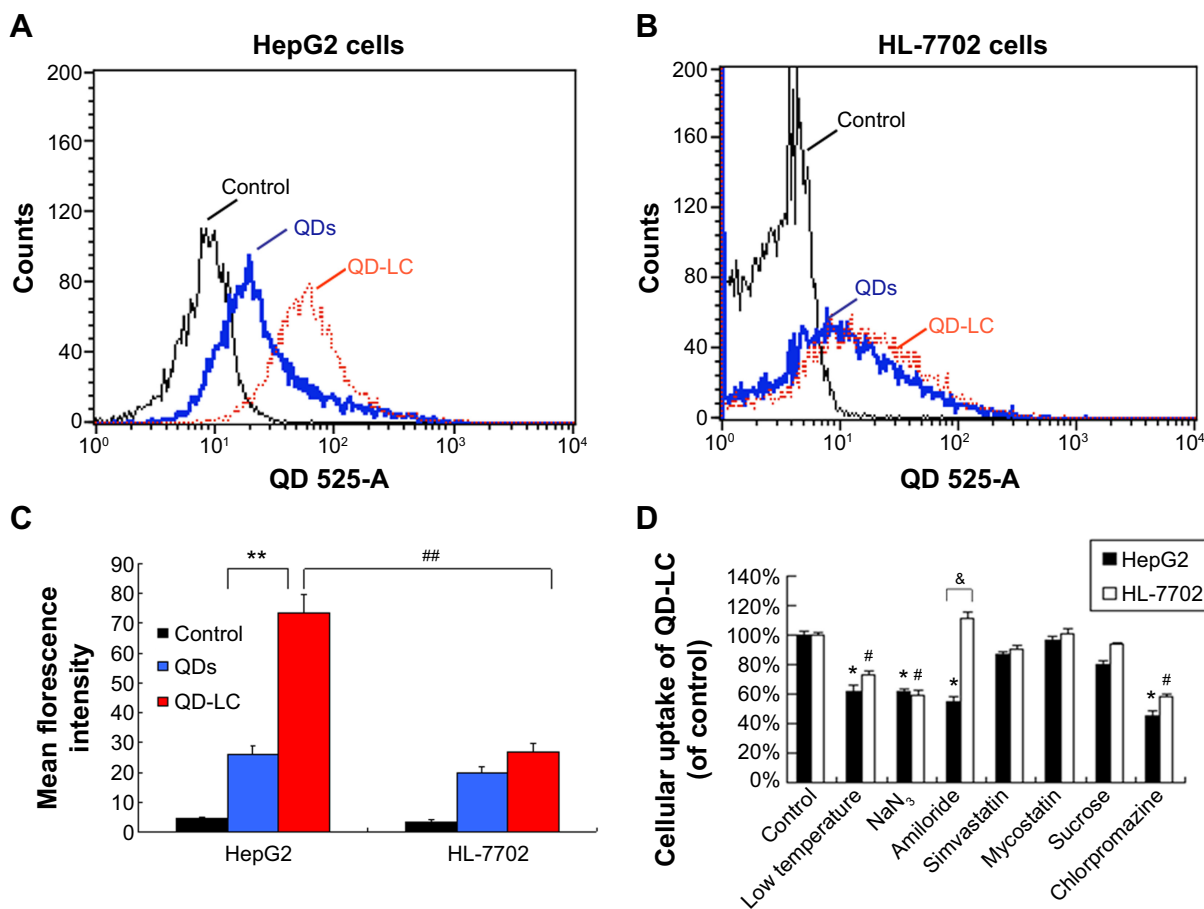 A
HepG2 cells
200
160
120
80
40
0
Counts
Control
QDs
QD-LC
10⁰ 10¹ 10² 10³ 10⁴
QD 525-A
B
HL-7702 cells
200
160
120
80
40
0
Counts
Control
QDs
QD-LC
10⁰ 10¹ 10² 10³ 10⁴
QD 525-A
C
Mean florescence
intensity
90
80
70
60
50
40
30
20
10
0
** ##
Control
QDs
QD-LC
HepG2 HL-7702
D
HepG2
HL-7702
Cellular uptake of QD-LC
(of control)
140%
120%
100%
80%
60%
40%
20%
0%
* # * # * & * #
Control
Low temperature
NaN₃
Amiloride
Simvastatin
Mycostatin
Sucrose
Chlorpromazine